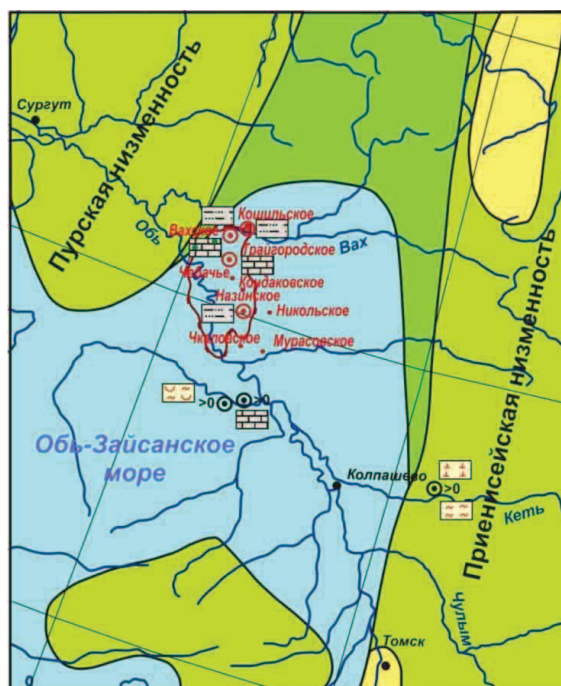 Сургут
Пурская низменность
Обь
Кошильское
Вахское
Вах
Трайгородское
Чебачье
Кондаковское
Назинское
Никольское
Чкаловское
Мурасовское
>0
>0
Обь-Зайсанское
море
Колпашево
>0
Кеть
Приенисейская низменность
Чулым
Томск
0